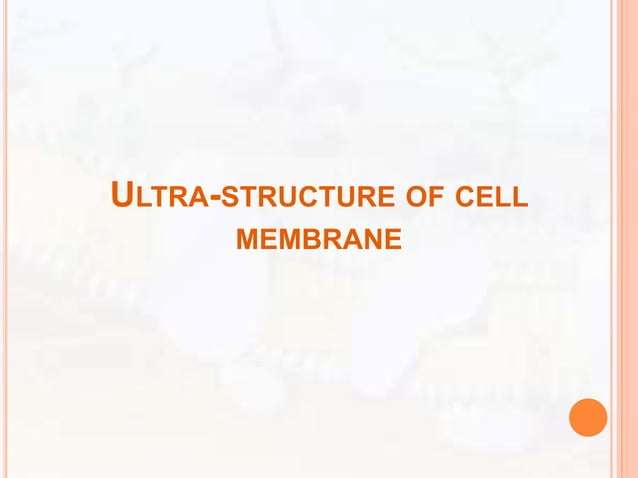 ULTRA-STRUCTURE OF CELL
MEMBRANE